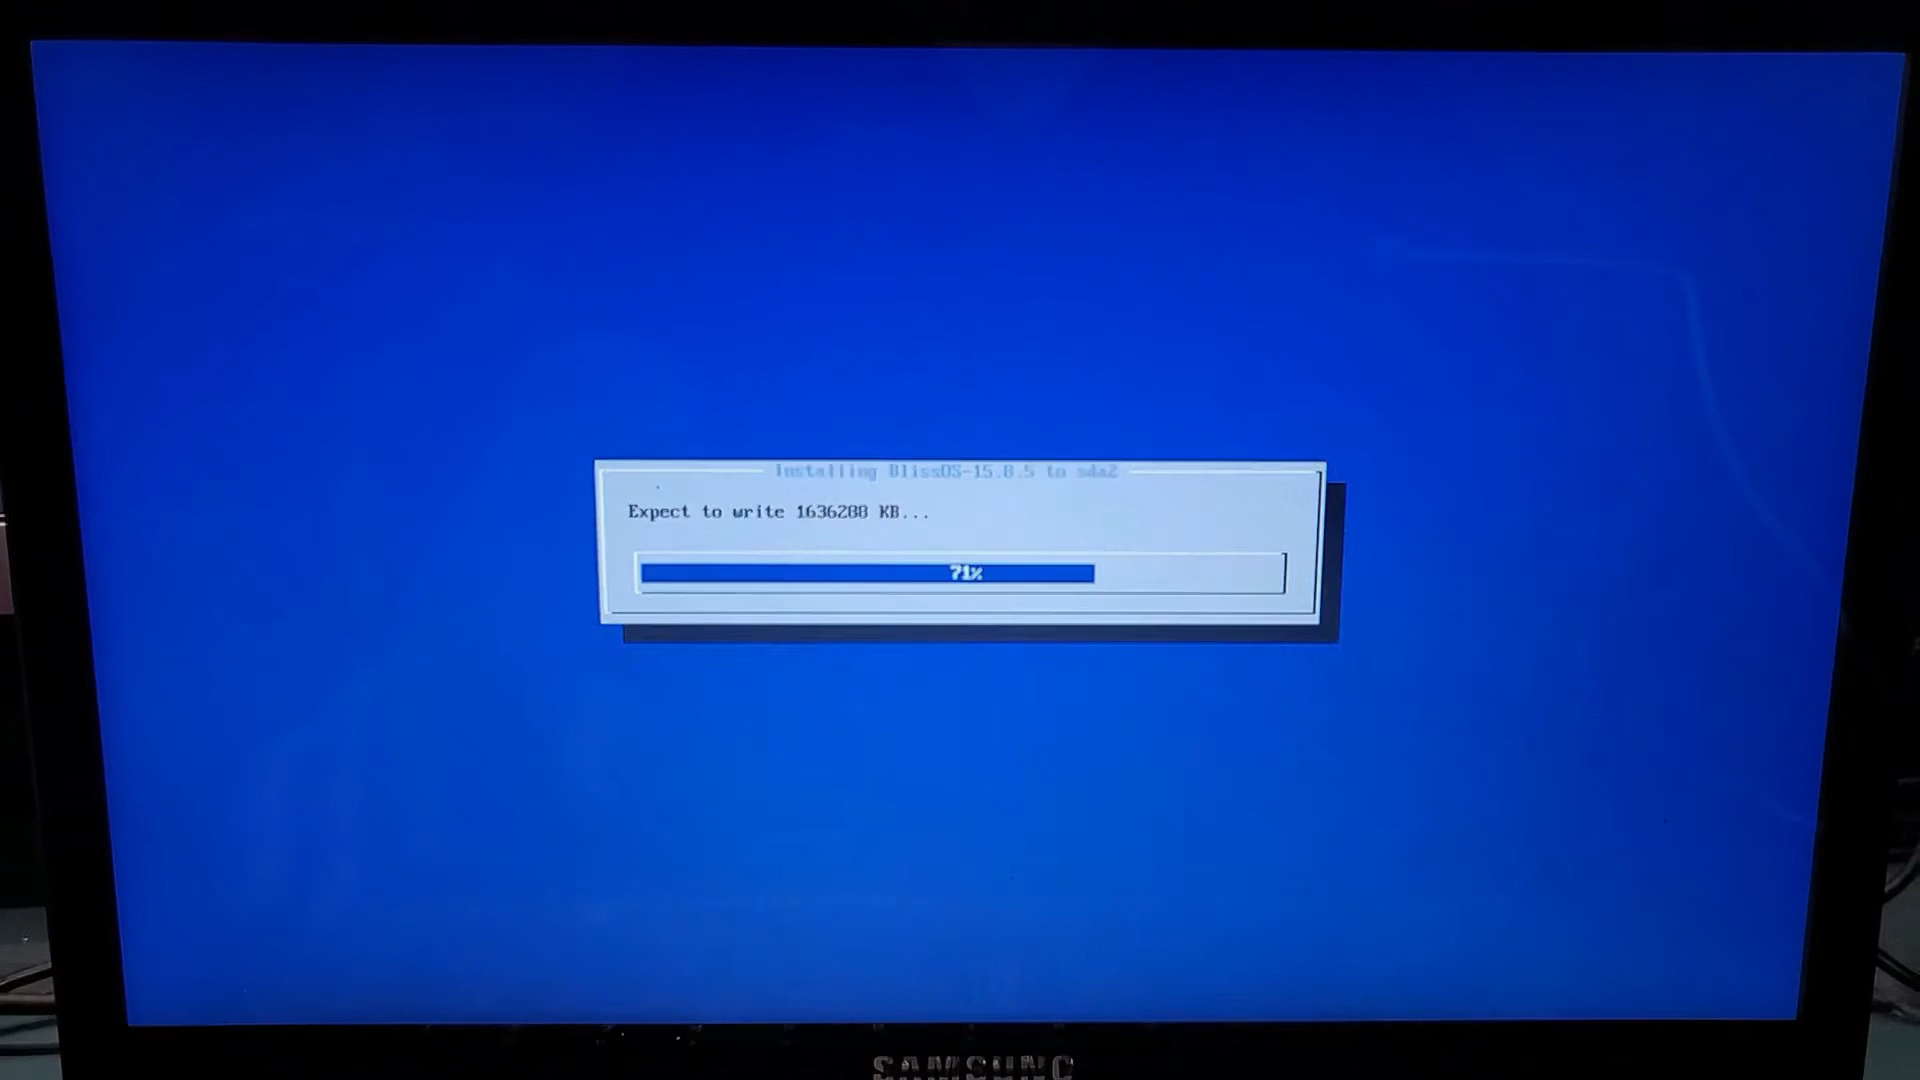 Installing BlissOS-15.8.5 to sda2
Expect to write 1636288 KB...
71%
SAMSUNG